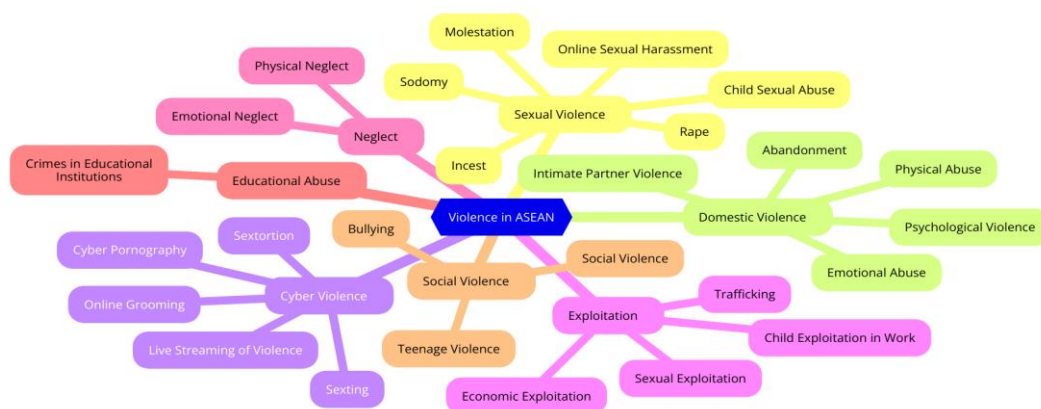 Molestation
Online Sexual Harassment
Physical Neglect
Sodomy
Child Sexual Abuse
Sexual Violence
Emotional Neglect
Rape
Neglect
Abandonment
Crimes in Educational
Institutions
Incest
Intimate Partner Violence
Physical Abuse
Educational Abuse
Violence in ASEAN
Domestic Violence
Sextortion
Bullying
Psychological Violence
Cyber Pornography
Social Violence
Emotional Abuse
Social Violence
Cyber Violence
Trafficking
Online Grooming
Exploitation
Child Exploitation in Work
Live Streaming of Violence
Teenage Violence
Sexual Exploitation
Sexting
Economic Exploitation